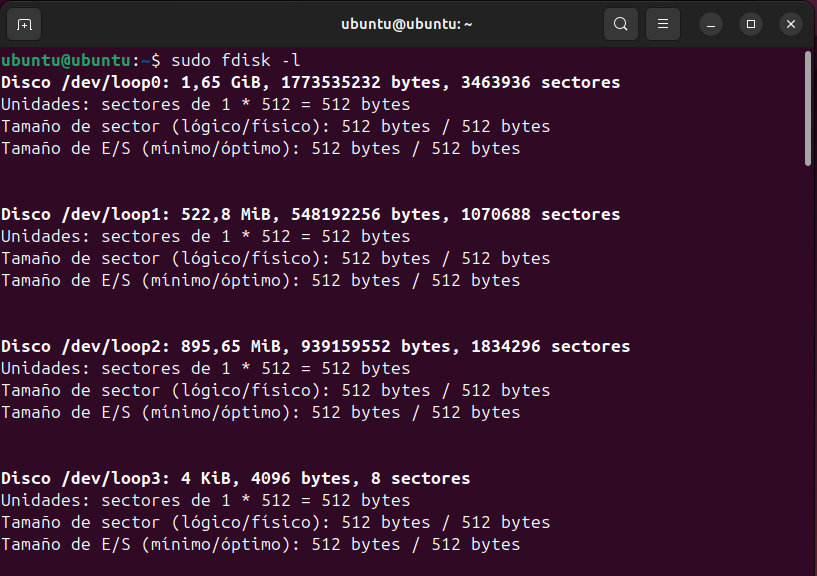 ubuntu@ubuntu: ~
ubuntu@ubuntu:~$ sudo fdisk -l
Disco /dev/loop0: 1,65 GiB, 1773535232 bytes, 3463936 sectores
Unidades: sectores de 1 * 512 = 512 bytes
Tamaño de sector (lógico/físico): 512 bytes / 512 bytes
Tamaño de E/S (mínimo/óptimo): 512 bytes / 512 bytes
Disco /dev/loop1: 522,8 MiB, 548192256 bytes, 1070688 sectores
Unidades: sectores de 1 * 512 = 512 bytes
Tamaño de sector (lógico/físico): 512 bytes / 512 bytes
Tamaño de E/S (mínimo/óptimo): 512 bytes / 512 bytes
Disco /dev/loop2: 895,65 MiB, 939159552 bytes, 1834296 sectores
Unidades: sectores de 1 * 512 = 512 bytes
Tamaño de sector (lógico/físico): 512 bytes / 512 bytes
Tamaño de E/S (mínimo/óptimo): 512 bytes / 512 bytes
Disco /dev/loop3: 4 KiB, 4096 bytes, 8 sectores
Unidades: sectores de 1 * 512 = 512 bytes
Tamaño de sector (lógico/físico): 512 bytes / 512 bytes
Tamaño de E/S (mínimo/óptimo): 512 bytes / 512 bytes